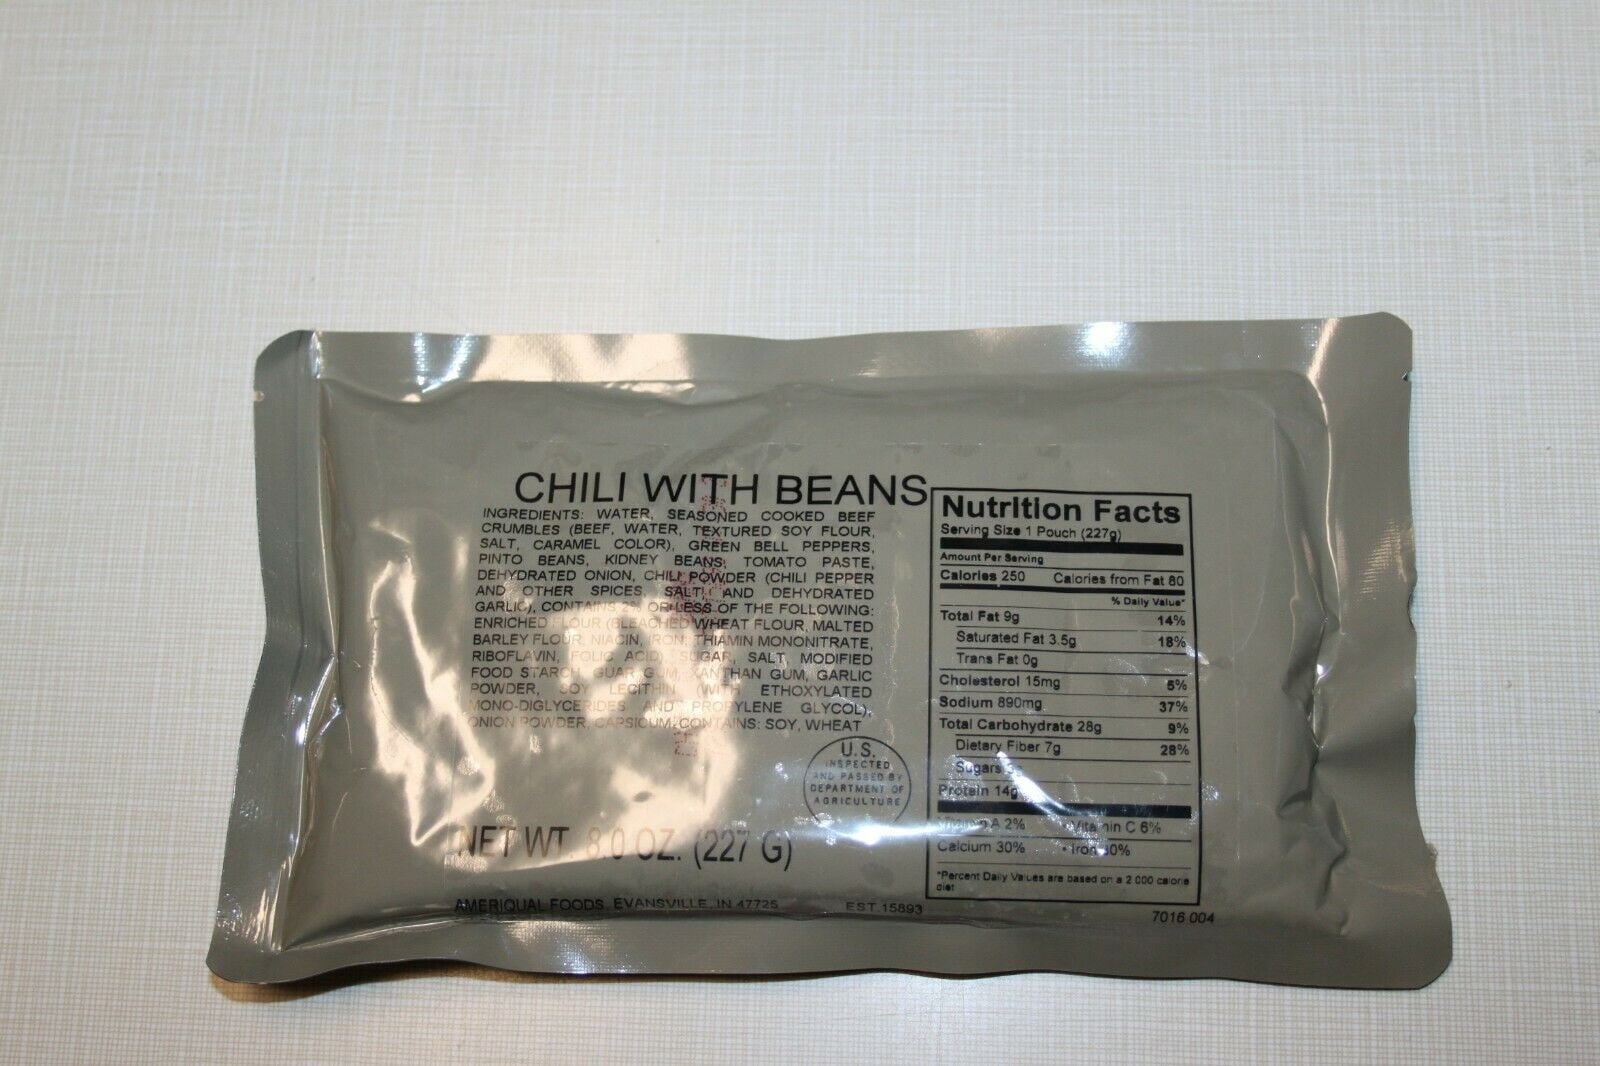 CHILI WITH BEANS
INGREDIENTS: WATER, SEASONED COOKED BEEF
CRUMBLES (BEEF, WATER, TEXTURED SOY FLOUR,
SALT, CARAMEL COLOR), GREEN BELL PEPPERS,
PINTO BEANS, KIDNEY BEANS, TOMATO PASTE,
DEHYDRATED ONION, CHILI POWDER (CHILI PEPPER
AND OTHER SPICES, SALT, AND DEHYDRATED
GARLIC), CONTAINS 2% OR LESS OF THE FOLLOWING:
ENRICHED FLOUR (BLEACHED WHEAT FLOUR, MALTED
BARLEY FLOUR, NIACIN, IRON, THIAMIN MONONITRATE,
RIBOFLAVIN, FOLIC ACID), SUGAR, SALT, MODIFIED
FOOD STARCH, GUAR GUM, XANTHAN GUM, GARLIC
POWDER, SOY LECITHIN (WITH ETHOXYLATED
MONO-DIGLYCERIDES AND PROPYLENE GLYCOL),
ONION POWDER, CAPSICUM. CONTAINS: SOY, WHEAT
U.S.
INSPECTED
AND PASSED BY
DEPARTMENT OF
AGRICULTURE
NET WT. 8.0 OZ. (227 G)
AMERIQUAL FOODS, EVANSVILLE, IN 47725 EST.15893
Nutrition Facts
Serving Size 1 Pouch (227g)
Amount Per Serving
Calories 250 Calories from Fat 80
% Daily Value*
Total Fat 9g 14%
Saturated Fat 3.5g 18%
Trans Fat 0g
Cholesterol 15mg 5%
Sodium 890mg 37%
Total Carbohydrate 28g 9%
Dietary Fiber 7g 28%
Sugars
Protein 14g
Vitamin A 2% • Vitamin C 6%
Calcium 30% • Iron
*Percent Daily Values are based on a 2 000 calorie
diet
7016 004